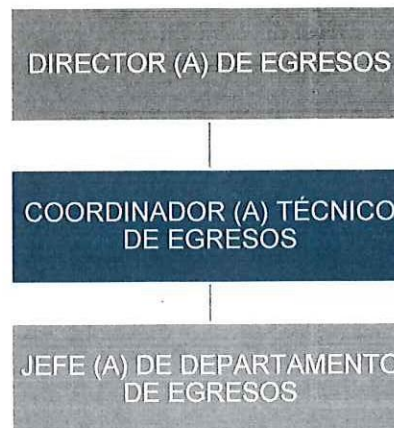 DIRECTOR (A) DE EGRESOS
COORDINADOR (A) TÉCNICO
DE EGRESOS
JEFE (A) DE DEPARTAMENTO
DE EGRESOS